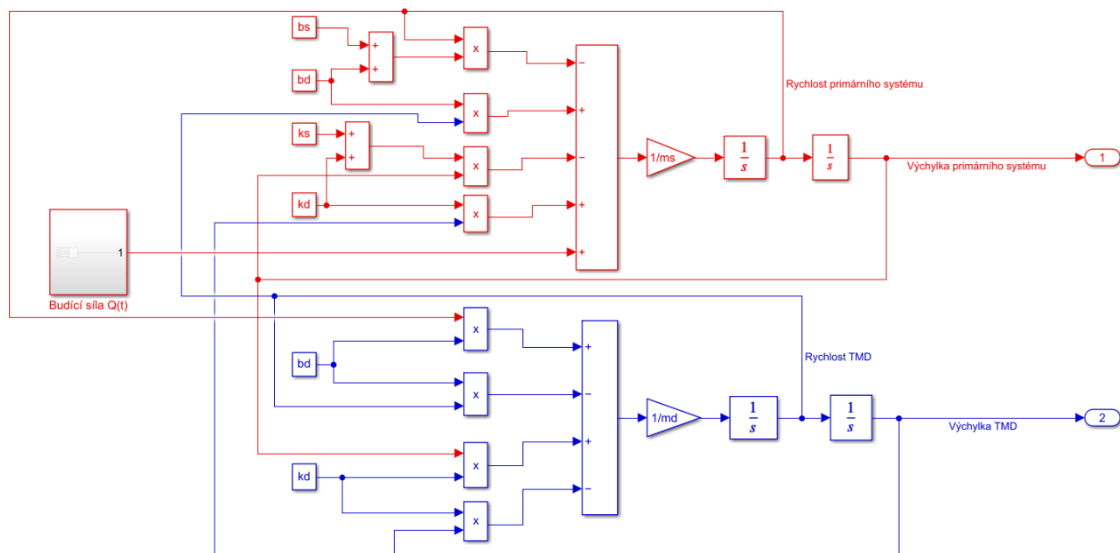 bs
+
+
x
bd
−
Rychlost primárního systému
x
+
ks
+
+
x
−
1/ms
1
s
1
s
1
Výchylka primárního systému
kd
x
+
1
+
Budící síla Q(t)
x
+
bd
Rychlost TMD
x
−
1/md
1
s
1
s
2
Výchylka TMD
x
+
kd
−
x